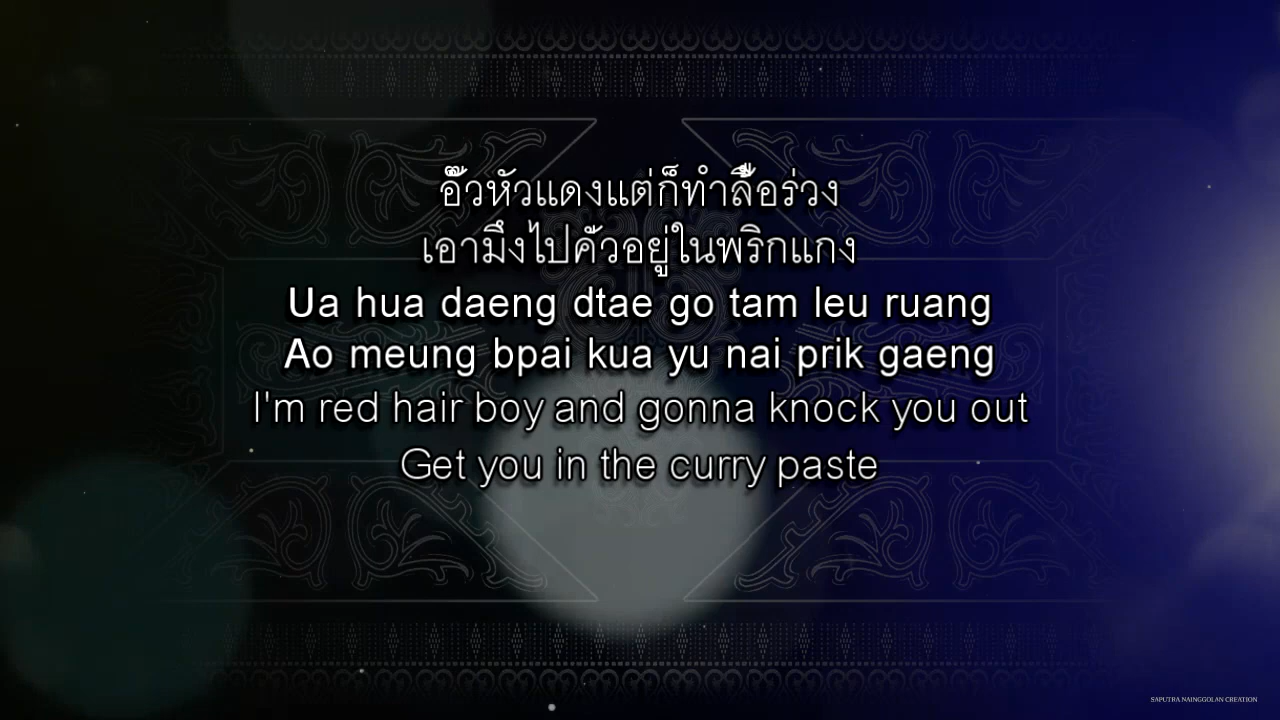 อั๊วหัวแดงแต่ก็ทำลื้อร่วง
เอามึงไปคั่วอยู่ในพริกแกง
Ua hua daeng dtae go tam leu ruang
Ao meung bpai kua yu nai prik gaeng
I'm red hair boy and gonna knock you out
Get you in the curry paste
SAPUTRA NAINGGOLAN CREATION